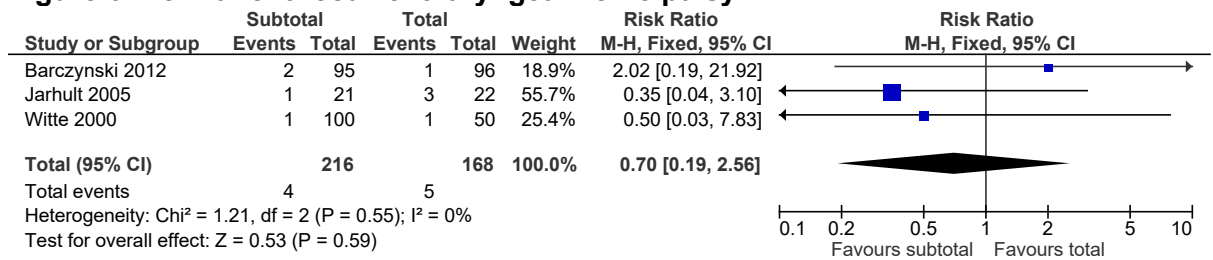 Subtotal Total Risk Ratio Risk Ratio
Study or Subgroup Events Total Events Total Weight M-H, Fixed, 95% CI M-H, Fixed, 95% CI
Barczynski 2012 2 95 1 96 18.9% 2.02 [0.19, 21.92]
Jarhult 2005 1 21 3 22 55.7% 0.35 [0.04, 3.10]
Witte 2000 1 100 1 50 25.4% 0.50 [0.03, 7.83]
Total (95% CI) 216 168 100.0% 0.70 [0.19, 2.56]
Total events 4 5
Heterogeneity: Chi² = 1.21, df = 2 (P = 0.55); I² = 0%
Test for overall effect: Z = 0.53 (P = 0.59)
0.1 0.2 0.5 1 2 5 10
Favours subtotal Favours total